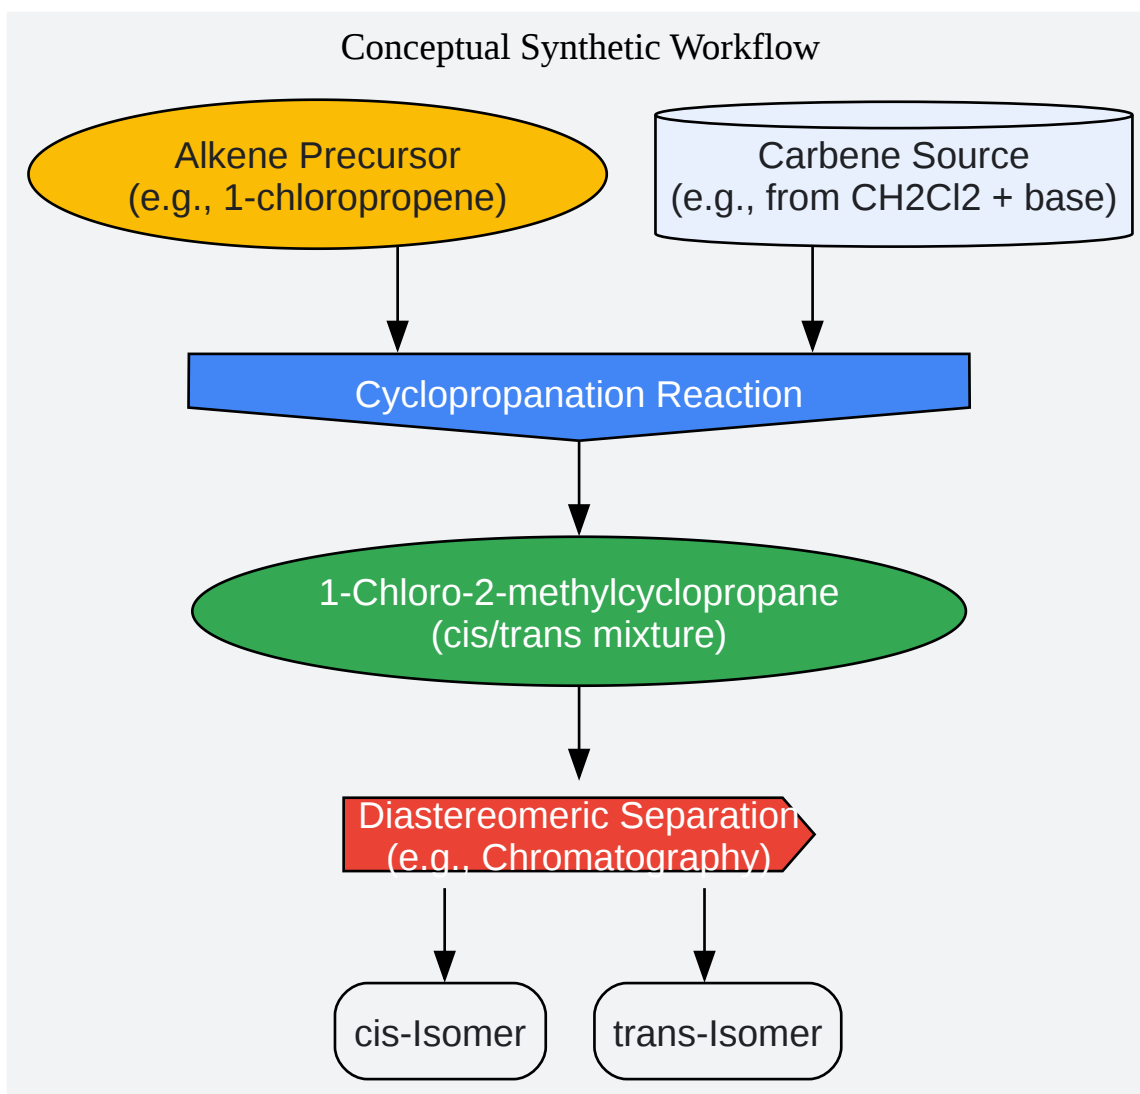 Conceptual Synthetic Workflow
Alkene Precursor
(e.g., 1-chloropropene)
Carbene Source
(e.g., from CH2Cl2 + base)
Cyclopropanation Reaction
1-Chloro-2-methylcyclopropane
(cis/trans mixture)
Diastereomeric Separation
(e.g., Chromatography)
cis-Isomer
trans-Isomer